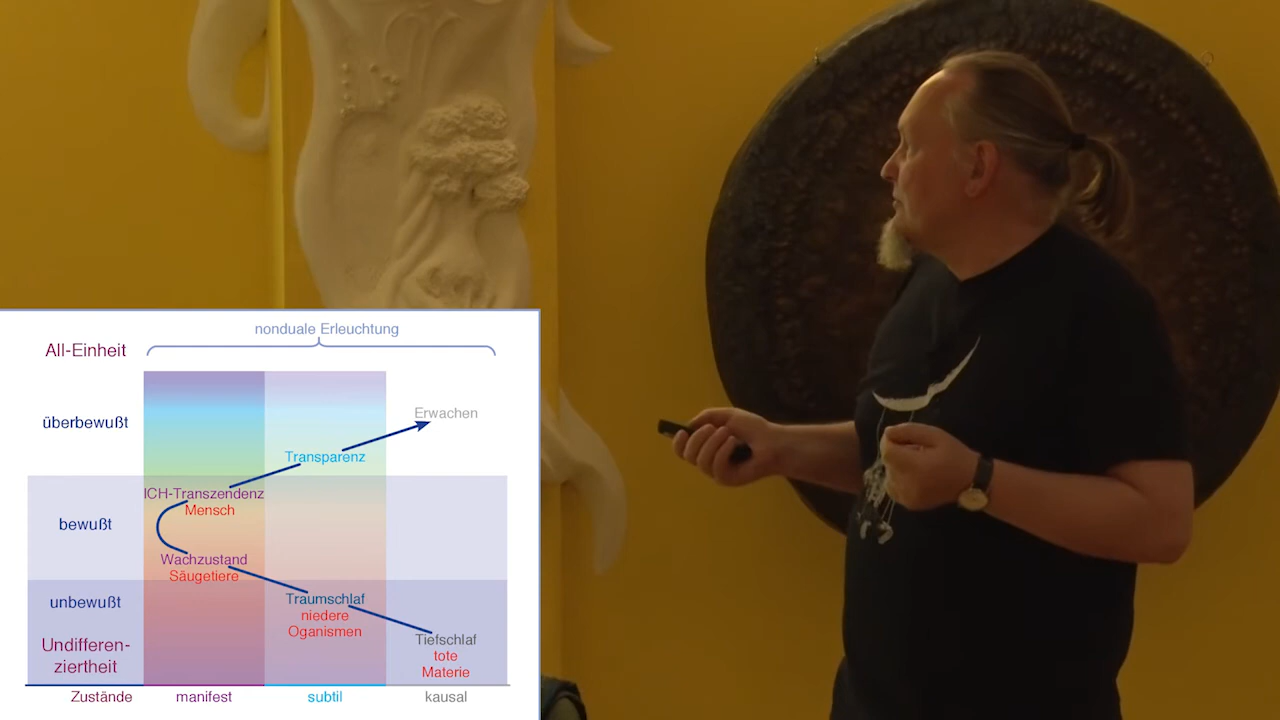 nonduale Erleuchtung
All-Einheit
überbewußt
Erwachen
Transparenz
ICH-Transzendenz
Mensch
bewußt
Wachzustand
Säugetiere
unbewußt
Traumschlaf
niedere
Oganismen
Undifferen-
ziertheit
Tiefschlaf
tote
Materie
Zustände manifest subtil kausal